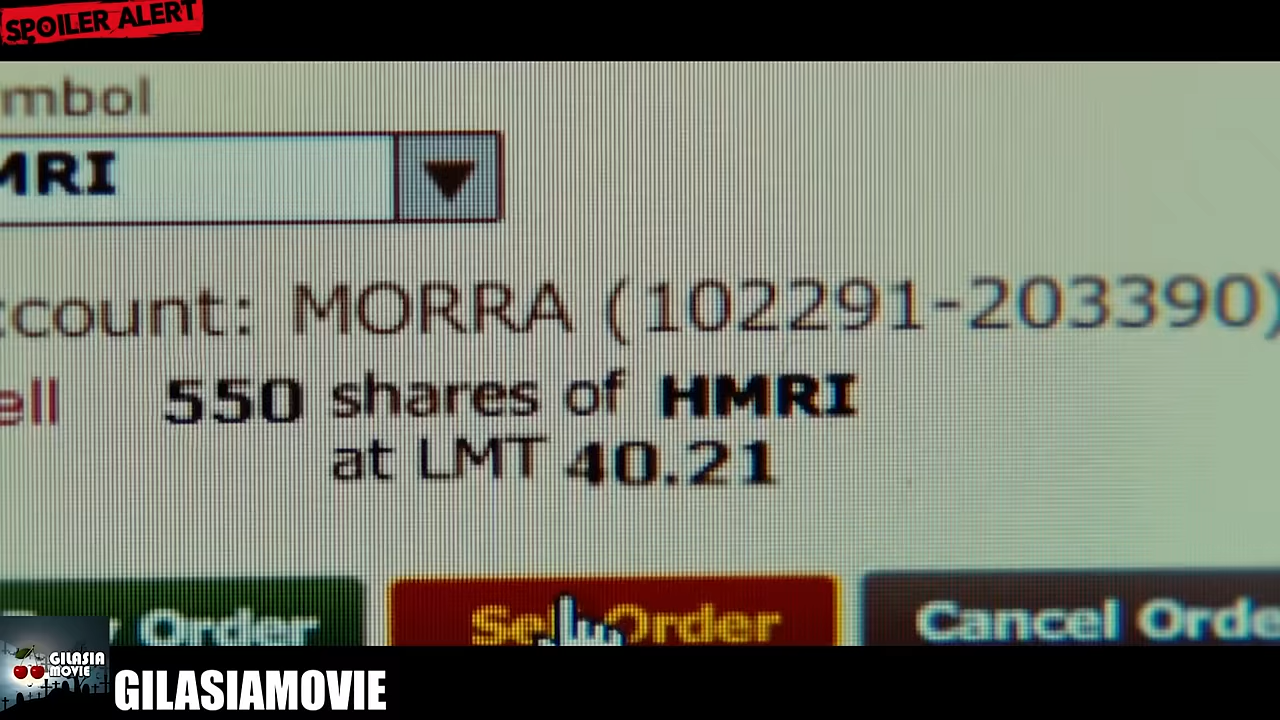 SPOILER ALERT
mbol
MRI
ccount: MORRA (102291-203390)
ell 550 shares of HMRI
at LMT 40.21
Order Sell Order Cancel Orde
GILASIA
MOVIE
GILASIAMOVIE